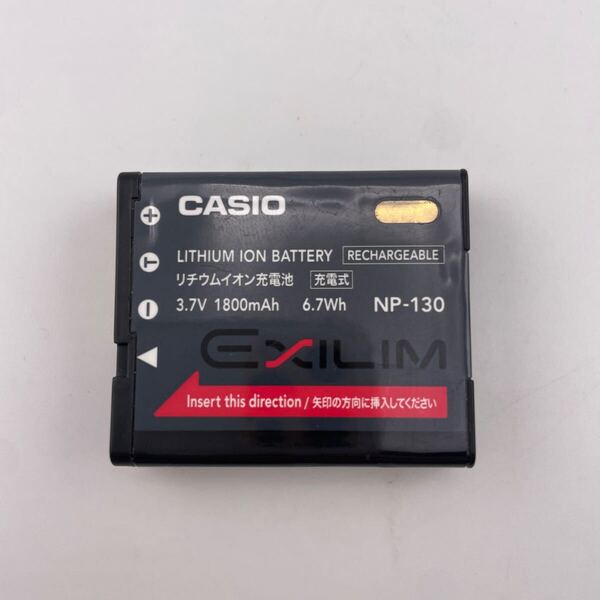 CASIO
LITHIUM ION BATTERY RECHARGEABLE
リチウムイオン充電池 充電式
3.7V 1800mAh 6.7Wh NP-130
EXILIM
Insert this direction / 矢印の方向に挿入してください
+
T
−